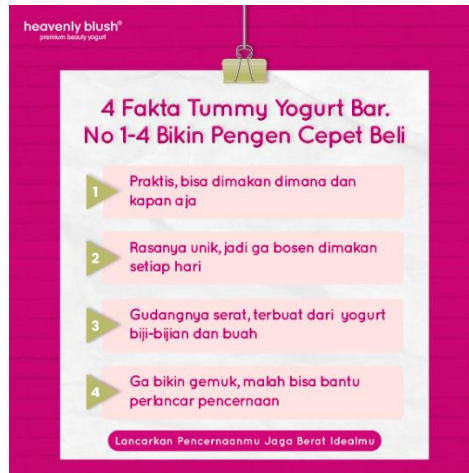 heavenly blush®
premium beauty yogurt
4 Fakta Tummy Yogurt Bar.
No 1-4 Bikin Pengen Cepet Beli
1
Praktis, bisa dimakan dimana dan
kapan aja
2
Rasanya unik, jadi ga bosen dimakan
setiap hari
3
Gudangnya serat, terbuat dari yogurt
biji-bijian dan buah
4
Ga bikin gemuk, malah bisa bantu
perlancar pencernaan
Lancarkan Pencernaanmu Jaga Berat Idealmu